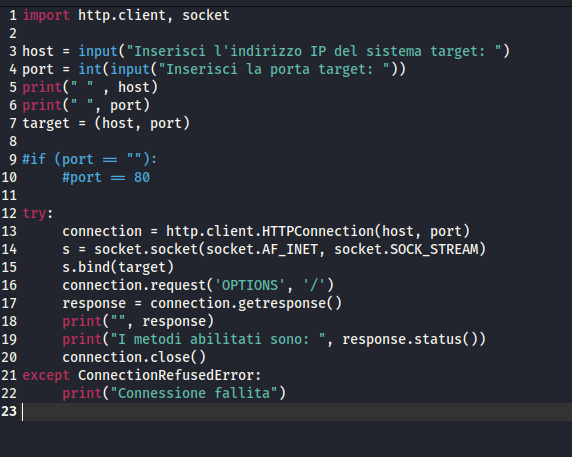 1 import http.client, socket
2
3 host = input("Inserisci l'indirizzo IP del sistema target: ")
4 port = int(input("Inserisci la porta target: "))
5 print(" " , host)
6 print(" ", port)
7 target = (host, port)
8
9 #if (port == ""):
10     #port == 80
11
12 try:
13     connection = http.client.HTTPConnection(host, port)
14     s = socket.socket(socket.AF_INET, socket.SOCK_STREAM)
15     s.bind(target)
16     connection.request('OPTIONS', '/')
17     response = connection.getresponse()
18     print("", response)
19     print("I metodi abilitati sono: ", response.status())
20     connection.close()
21 except ConnectionRefusedError:
22     print("Connessione fallita")
23